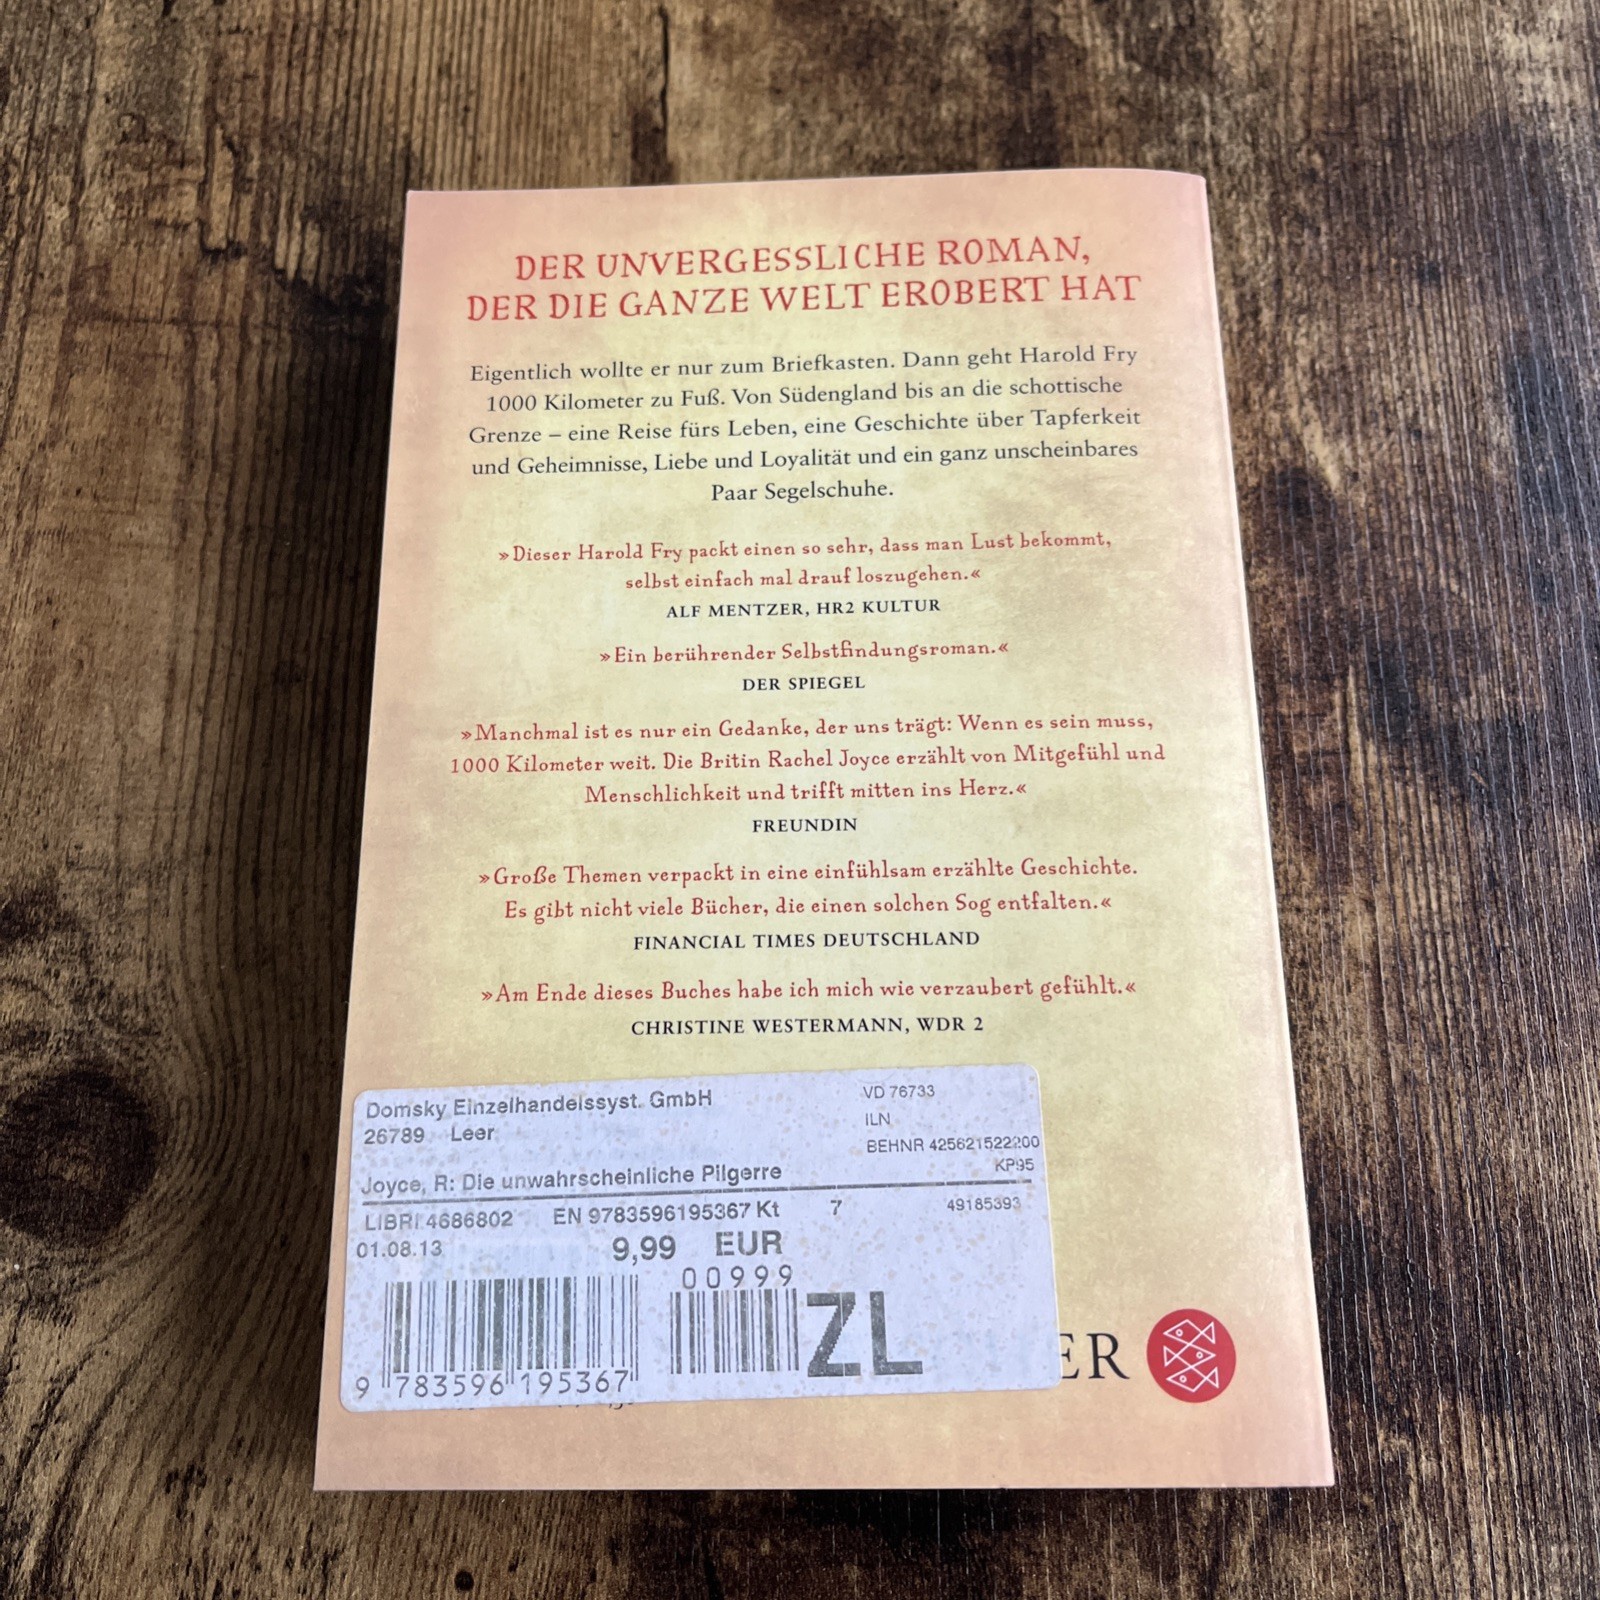 DER UNVERGESSLICHE ROMAN,
DER DIE GANZE WELT EROBERT HAT
Eigentlich wollte er nur zum Briefkasten. Dann geht Harold Fry
1000 Kilometer zu Fuß. Von Südengland bis an die schottische
Grenze – eine Reise fürs Leben, eine Geschichte über Tapferkeit
und Geheimnisse, Liebe und Loyalität und ein ganz unscheinbares
Paar Segelschuhe.
»Dieser Harold Fry packt einen so sehr, dass man Lust bekommt,
selbst einfach mal drauf loszugehen.«
ALF MENTZER, HR2 KULTUR
»Ein berührender Selbstfindungsroman.«
DER SPIEGEL
»Manchmal ist es nur ein Gedanke, der uns trägt: Wenn es sein muss,
1000 Kilometer weit. Die Britin Rachel Joyce erzählt von Mitgefühl und
Menschlichkeit und trifft mitten ins Herz.«
FREUNDIN
»Große Themen verpackt in eine einfühlsam erzählte Geschichte.
Es gibt nicht viele Bücher, die einen solchen Sog entfalten.«
FINANCIAL TIMES DEUTSCHLAND
»Am Ende dieses Buches habe ich mich wie verzaubert gefühlt.«
CHRISTINE WESTERMANN, WDR 2
Domsky Einzelhandelssyst. GmbH VD 76733
26789 Leer ILN
BEHNR 425621522200
Joyce, R: Die unwahrscheinliche Pilgerre KP95
LIBRI 4686802 EN 9783596195367 Kt 7 49185393
01.08.13 9,99 EUR
00999
ZL
9 783596 195367
ER